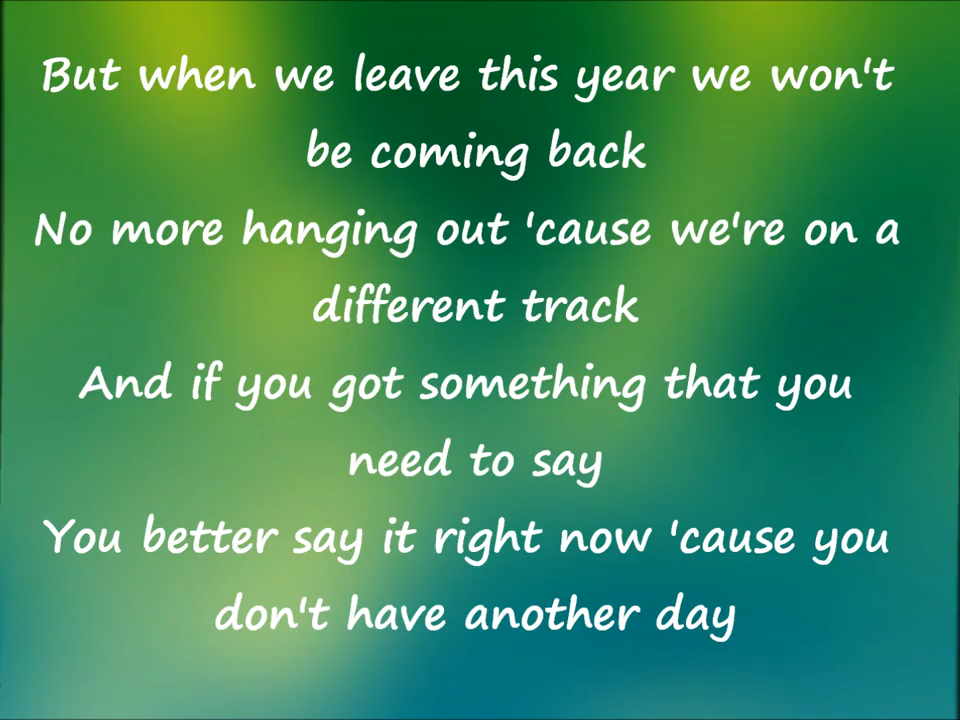 But when we leave this year we won't
be coming back
No more hanging out 'cause we're on a
different track
And if you got something that you
need to say
You better say it right now 'cause you
don't have another day